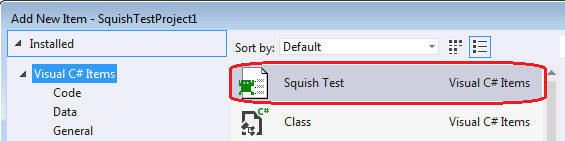 Add New Item - SquishTestProject1
Installed
Sort by: Default
Visual C# Items
Code
Data
General
Squish Test Visual C# Items
C#
Class Visual C# Items